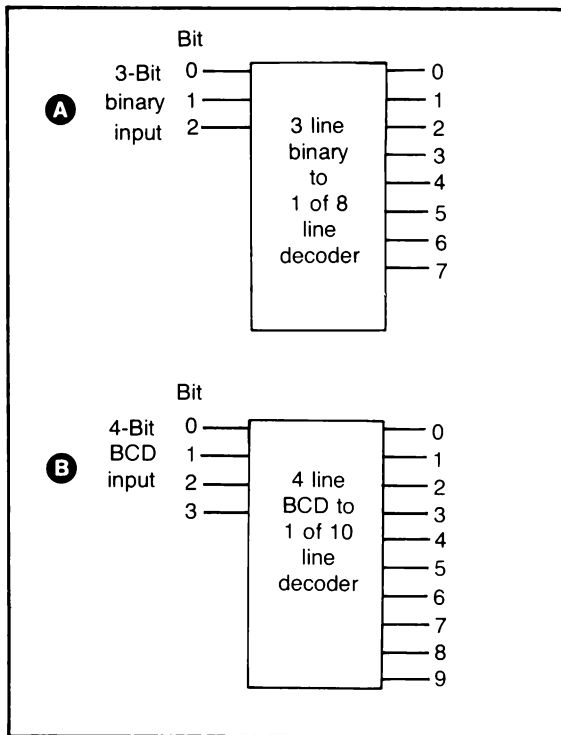 Bit
A
3-Bit
binary
input
0
1
2
3 line
binary
to
1 of 8
line
decoder
0
1
2
3
4
5
6
7
Bit
B
4-Bit
BCD
input
0
1
2
3
4 line
BCD to
1 of 10
line
decoder
0
1
2
3
4
5
6
7
8
9